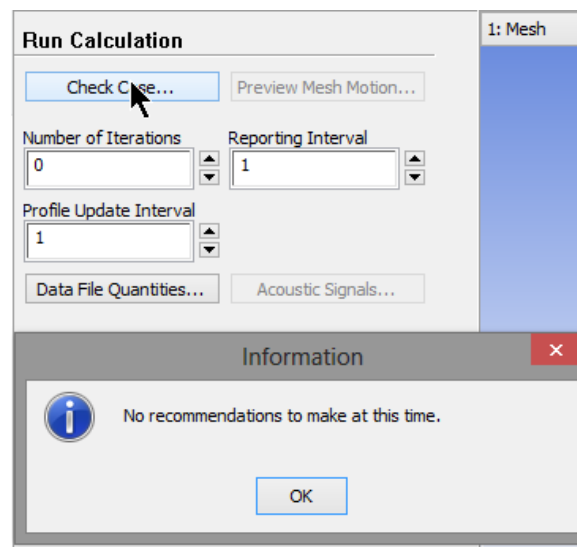 Run Calculation
1: Mesh
Check Case...
Preview Mesh Motion...
Number of Iterations
Reporting Interval
0
1
Profile Update Interval
1
Data File Quantities...
Acoustic Signals...
Information
No recommendations to make at this time.
OK